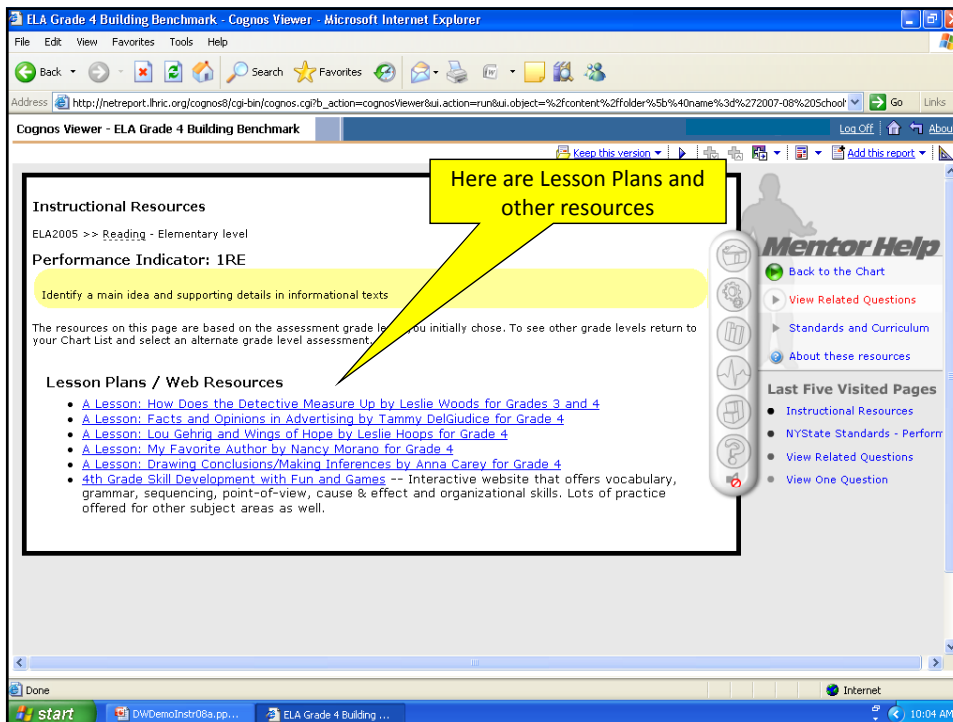 ELA Grade 4 Building Benchmark - Cognos Viewer - Microsoft Internet Explorer
File Edit View Favorites Tools Help
Back Search Favorites
Address http://netreport.lhric.org/cognos8/cgi-bin/cognos.cgi?b_action=cognosViewer&ui.action=run&ui.object=%2fcontent%2ffolder%5b%40name%3d%272007-08%20School Go Links
Cognos Viewer - ELA Grade 4 Building Benchmark Log Off Abou
Keep this version Add this report
Here are Lesson Plans and
other resources
Instructional Resources
ELA2005 >> Reading - Elementary level
Performance Indicator: 1RE
Identify a main idea and supporting details in informational texts
The resources on this page are based on the assessment grade le you initially chose. To see other grade levels return to
your Chart List and select an alternate grade level assessment.
Lesson Plans / Web Resources
• A Lesson: How Does the Detective Measure Up by Leslie Woods for Grades 3 and 4
• A Lesson: Facts and Opinions in Advertising by Tammy DelGiudice for Grade 4
• A Lesson: Lou Gehrig and Wings of Hope by Leslie Hoops for Grade 4
• A Lesson: My Favorite Author by Nancy Morano for Grade 4
• A Lesson: Drawing Conclusions/Making Inferences by Anna Carey for Grade 4
• 4th Grade Skill Development with Fun and Games -- Interactive website that offers vocabulary,
grammar, sequencing, point-of-view, cause & effect and organizational skills. Lots of practice
offered for other subject areas as well.
Mentor Help
Back to the Chart
View Related Questions
Standards and Curriculum
About these resources
Last Five Visited Pages
• Instructional Resources
• NYState Standards - Perform
• View Related Questions
• View One Question
Done Internet
start DWDemoInstr08a.pp... ELA Grade 4 Building ... 10:04 AM